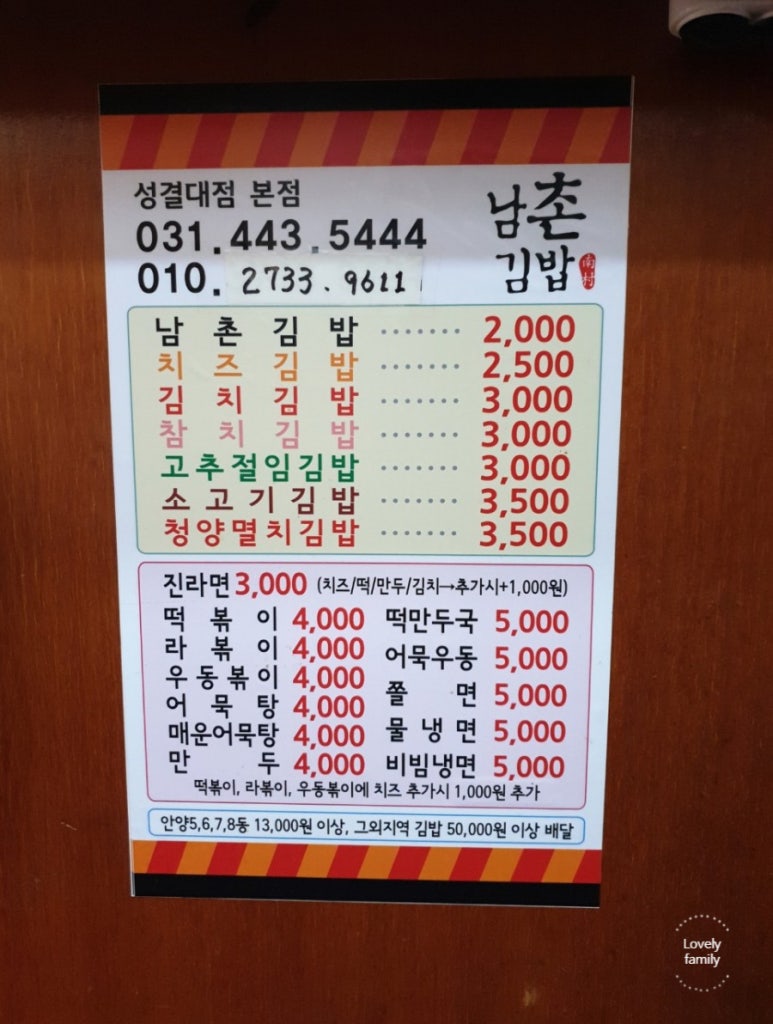 성결대점 본점
031.443.5444
010.2733.9611
남촌
김밥
南村
남촌김밥 ······· 2,000
치즈김밥 ······· 2,500
김치김밥 ······· 3,000
참치김밥 ······· 3,000
고추절임김밥 ······· 3,000
소고기김밥 ······· 3,500
청양멸치김밥 ······· 3,500
진라면 3,000 (치즈/떡/만두/김치→추가시+1,000원)
떡볶이 4,000
라볶이 4,000
우동볶이 4,000
어묵탕 4,000
매운어묵탕 4,000
만두 4,000
떡만두국 5,000
어묵우동 5,000
쫄면 5,000
물냉면 5,000
비빔냉면 5,000
떡볶이, 라볶이, 우동볶이에 치즈 추가시 1,000원 추가
안양5,6,7,8동 13,000원 이상, 그외지역 김밥 50,000원 이상 배달
Lovely
family